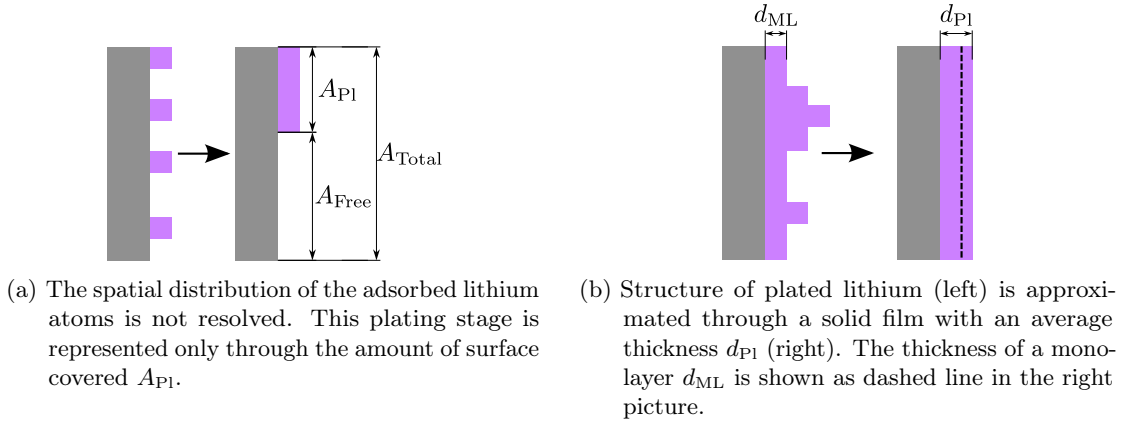 A_Pl
A_Total
A_Free
(a) The spatial distribution of the adsorbed lithium
atoms is not resolved. This plating stage is
represented only through the amount of surface
covered A_Pl.
d_ML
d_Pl
(b) Structure of plated lithium (left) is approxi-
mated through a solid film with an average
thickness d_Pl (right). The thickness of a mono-
layer d_ML is shown as dashed line in the right
picture.